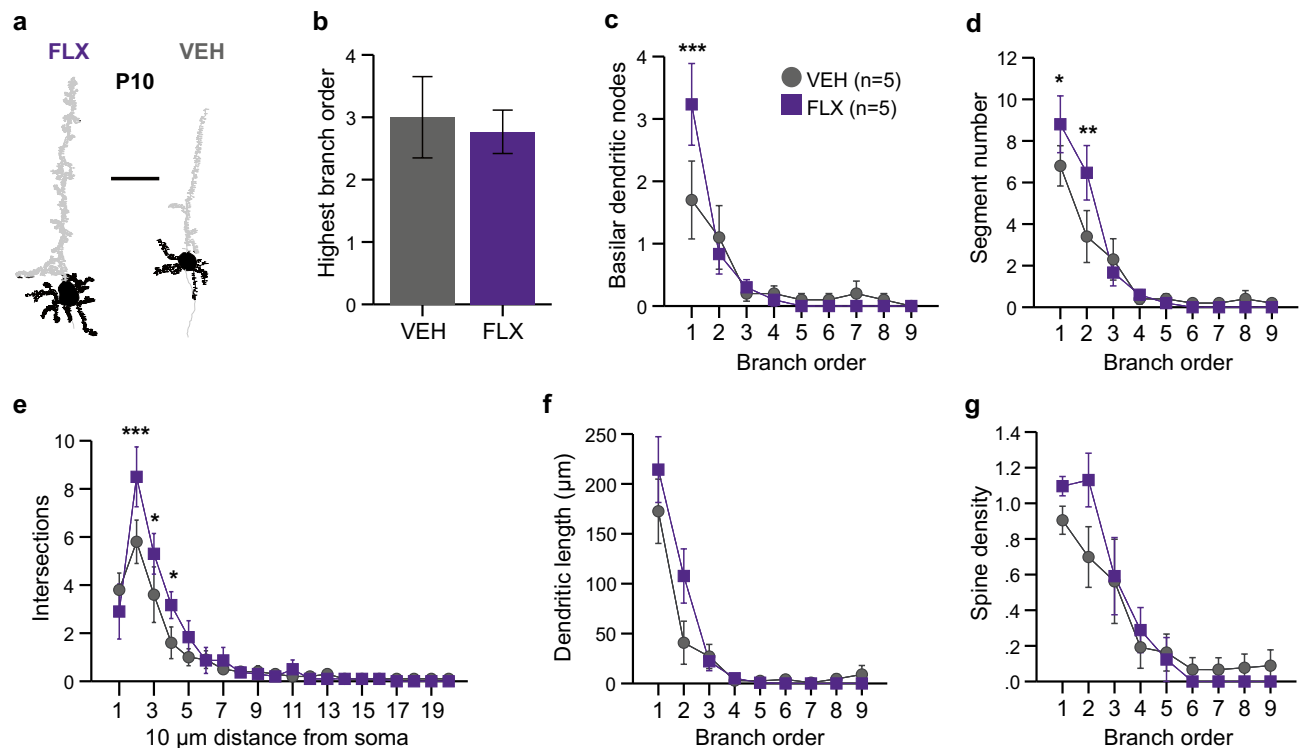 a
FLX
VEH
P10
b
Highest branch order
4
3
2
1
0
VEH
FLX
c
Basilar dendritic nodes
4
3
2
1
0
***
VEH (n=5)
FLX (n=5)
1 2 3 4 5 6 7 8 9
Branch order
d
Segment number
12
10
8
6
4
2
0
*
**
1 2 3 4 5 6 7 8 9
Branch order
e
Intersections
10
8
6
4
2
0
***
*
*
1 3 5 7 9 11 13 15 17 19
10 µm distance from soma
f
Dendritic length (µm)
250
200
150
100
50
0
1 2 3 4 5 6 7 8 9
Branch order
g
Spine density
1.4
1.2
1.0
.8
.6
.4
.2
.0
1 2 3 4 5 6 7 8 9
Branch order